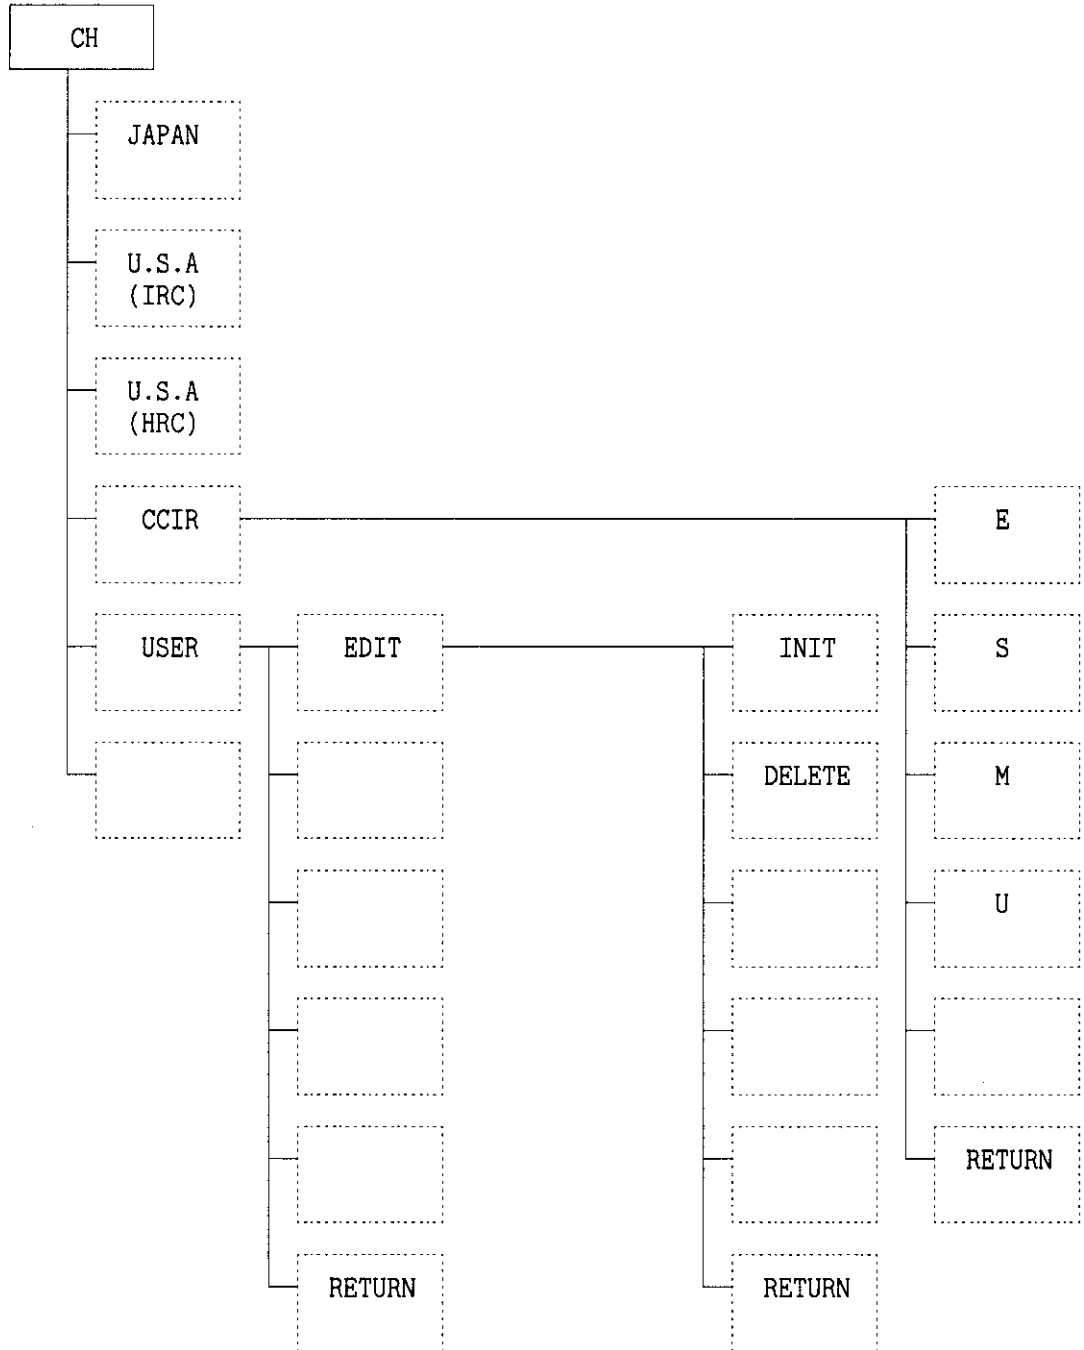 CH
JAPAN
U.S.A
(IRC)
U.S.A
(HRC)
CCIR
E
USER
EDIT
INIT
S
DELETE
M
U
RETURN
RETURN
RETURN